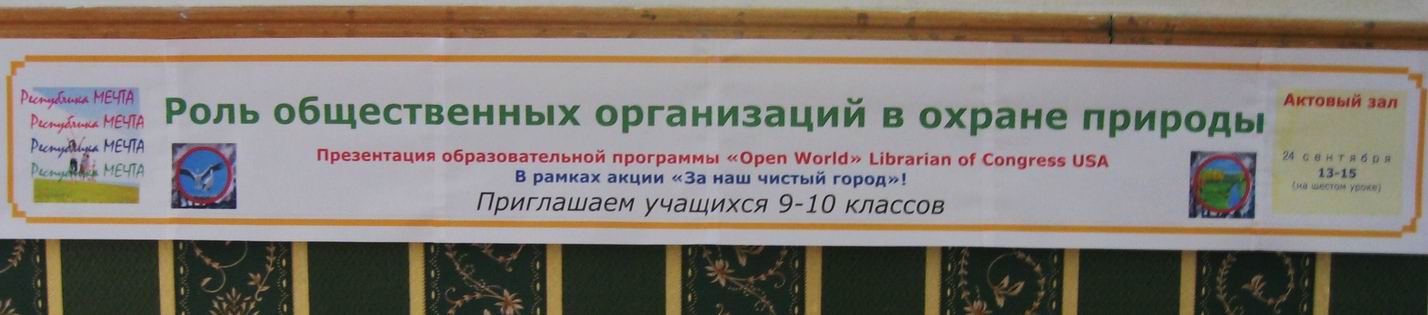 Республика МЕЧТА
Республика МЕЧТА
Республика МЕЧТА
Республика МЕЧТА
Роль общественных организаций в охране природы
Презентация образовательной программы «Open World» Librarian of Congress USA
В рамках акции «За наш чистый город»!
Приглашаем учащихся 9-10 классов
Актовый зал
24 сентября
13-15
(на шестом уроке)